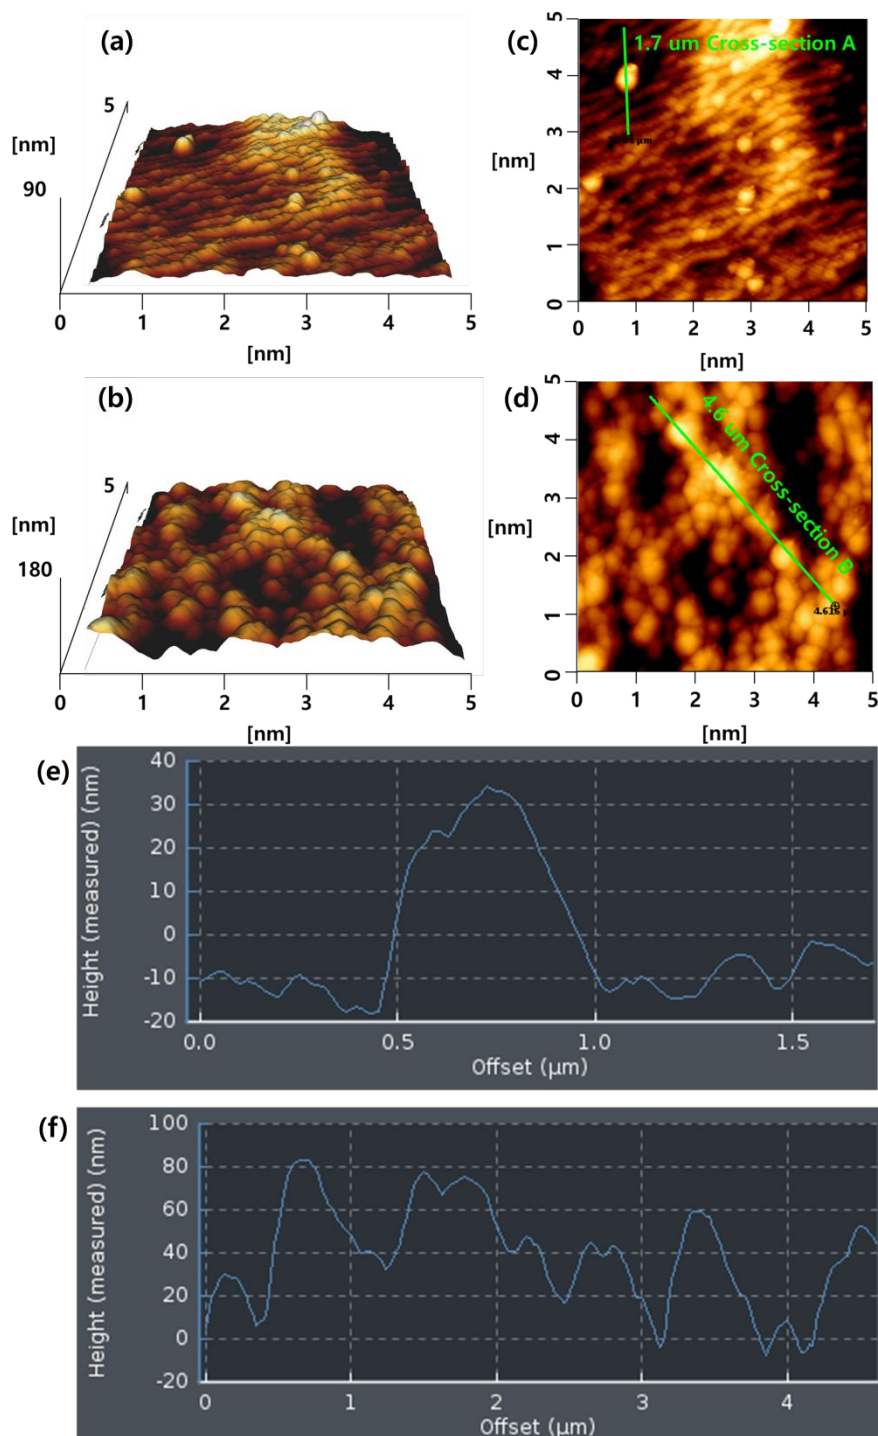 (a)
5
[nm]
90
0 1 2 3 4 5
[nm]
(c)
1.7 um Cross-section A
5
4
3
[nm]
2
1
0
0 1 2 3 4 5
[nm]
(b)
5
[nm]
180
0 1 2 3 4 5
[nm]
(d)
4.6 um Cross-section B
4.616 µ
5
4
3
2
1
0
0 1 2 3 4 5
[nm]
(e)
Height (measured) (nm)
40
30
20
10
0
-10
-20
0.0 0.5 1.0 1.5
Offset (µm)
(f)
Height (measured) (nm)
100
80
60
40
20
0
-20
0 1 2 3 4
Offset (µm)